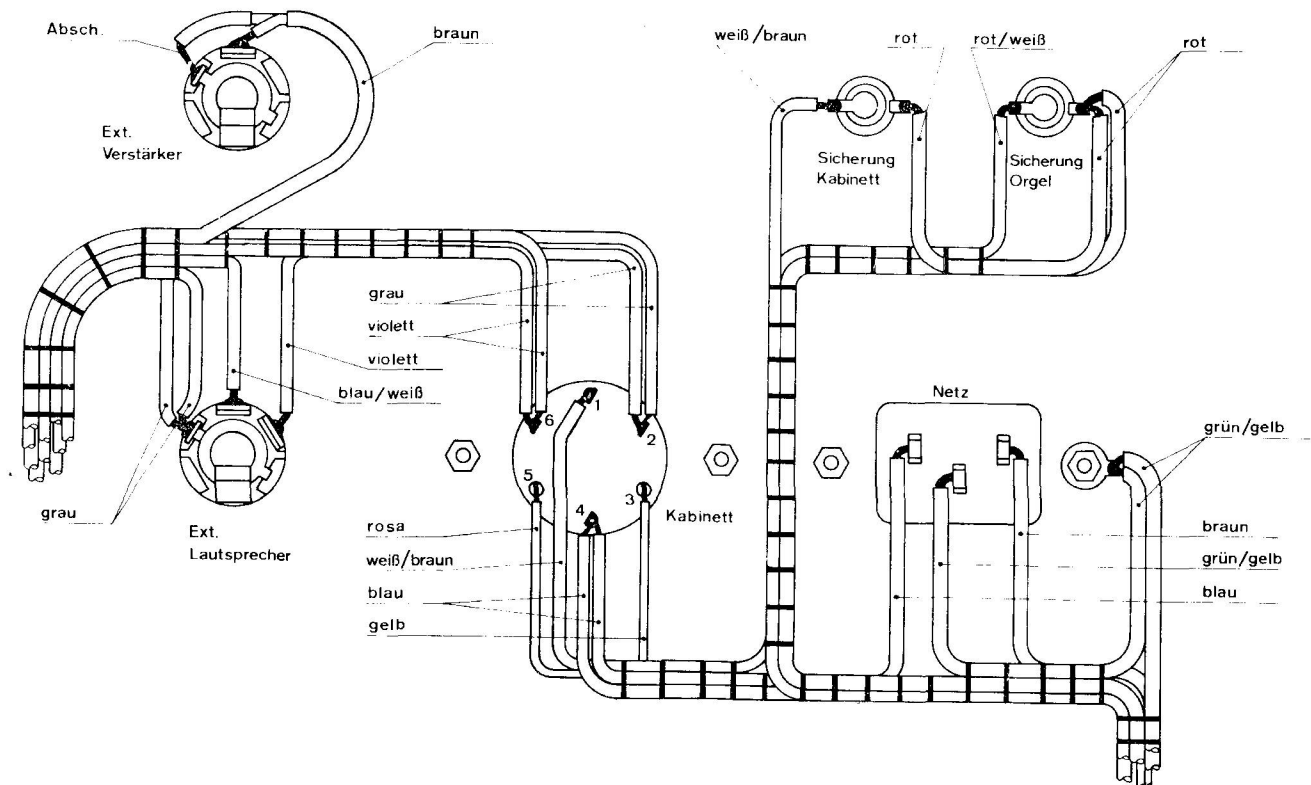 Absch.
braun
Ext.
Verstärker
weiß/braun
rot
rot/weiß
rot
Sicherung
Kabinett
Sicherung
Orgel
grau
violett
violett
blau/weiß
grau
Ext.
Lautsprecher
1
2
3
4
5
6
Kabinett
rosa
weiß/braun
blau
gelb
Netz
grün/gelb
braun
grün/gelb
blau